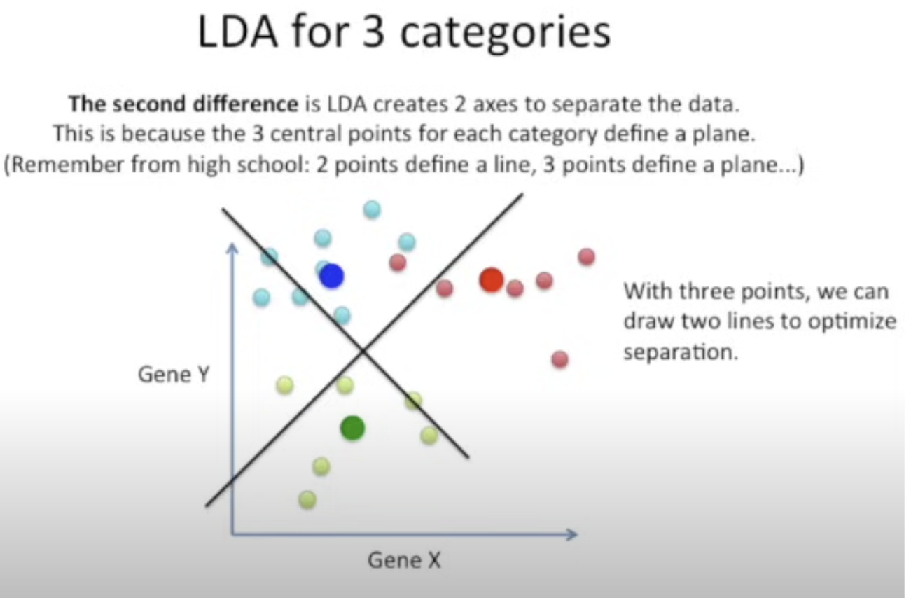 LDA for 3 categories
The second difference is LDA creates 2 axes to separate the data.
This is because the 3 central points for each category define a plane.
(Remember from high school: 2 points define a line, 3 points define a plane...)
With three points, we can
draw two lines to optimize
separation.
Gene Y
Gene X